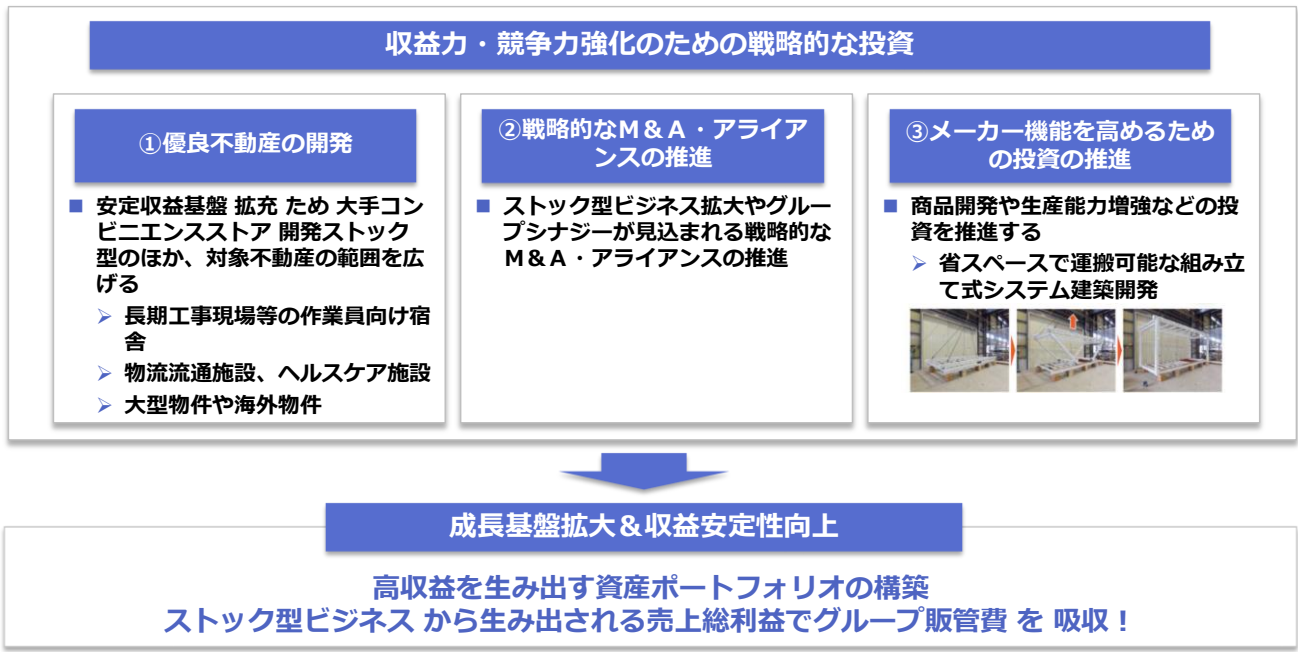 収益力・競争力強化のための戦略的な投資
①優良不動産の開発
■ 安定収益基盤 拡充 ため 大手コン
ビニエンスストア 開発ストック
型のほか、対象不動産の範囲を広
げる
➢ 長期工事現場等の作業員向け宿
舎
➢ 物流流通施設、ヘルスケア施設
➢ 大型物件や海外物件
②戦略的なＭ＆Ａ・アライア
ンスの推進
■ ストック型ビジネス拡大やグルー
プシナジーが見込まれる戦略的な
Ｍ＆Ａ・アライアンスの推進
③メーカー機能を高めるため
の投資の推進
■ 商品開発や生産能力増強などの投
資を推進する
➢ 省スペースで運搬可能な組み立
て式システム建築開発
成長基盤拡大＆収益安定性向上
高収益を生み出す資産ポートフォリオの構築
ストック型ビジネス から生み出される売上総利益でグループ販管費 を 吸収！